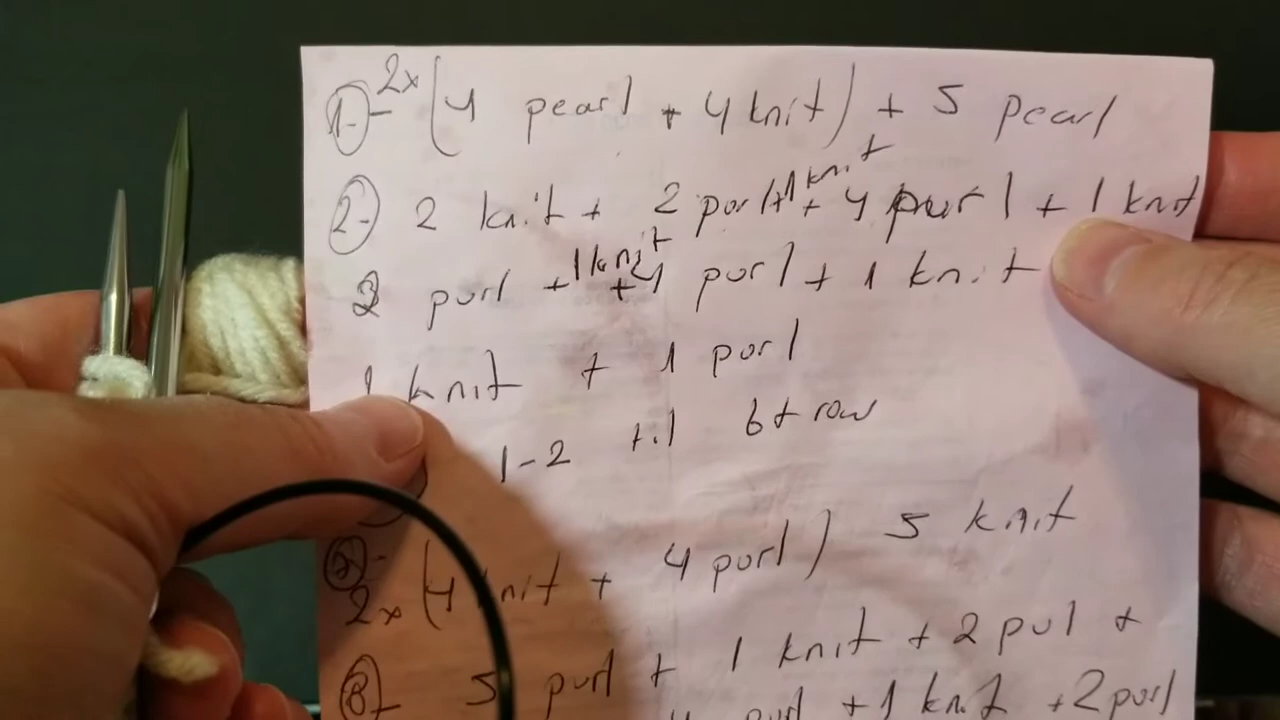 1- - 2x (4 pearl + 4 knit) + 5 pearl
2- 2 knit + 2 purl + 1 knit + 4 purl + 1 knit
2 purl + 1 knit + 4 purl + 1 knit
1 knit + 1 purl
1-2 til 6t row
- 2x (4 knit + 4 purl) 5 knit
8- 5 purl + 1 knit + 2 pul +
purl + 1 knit + 2 purl